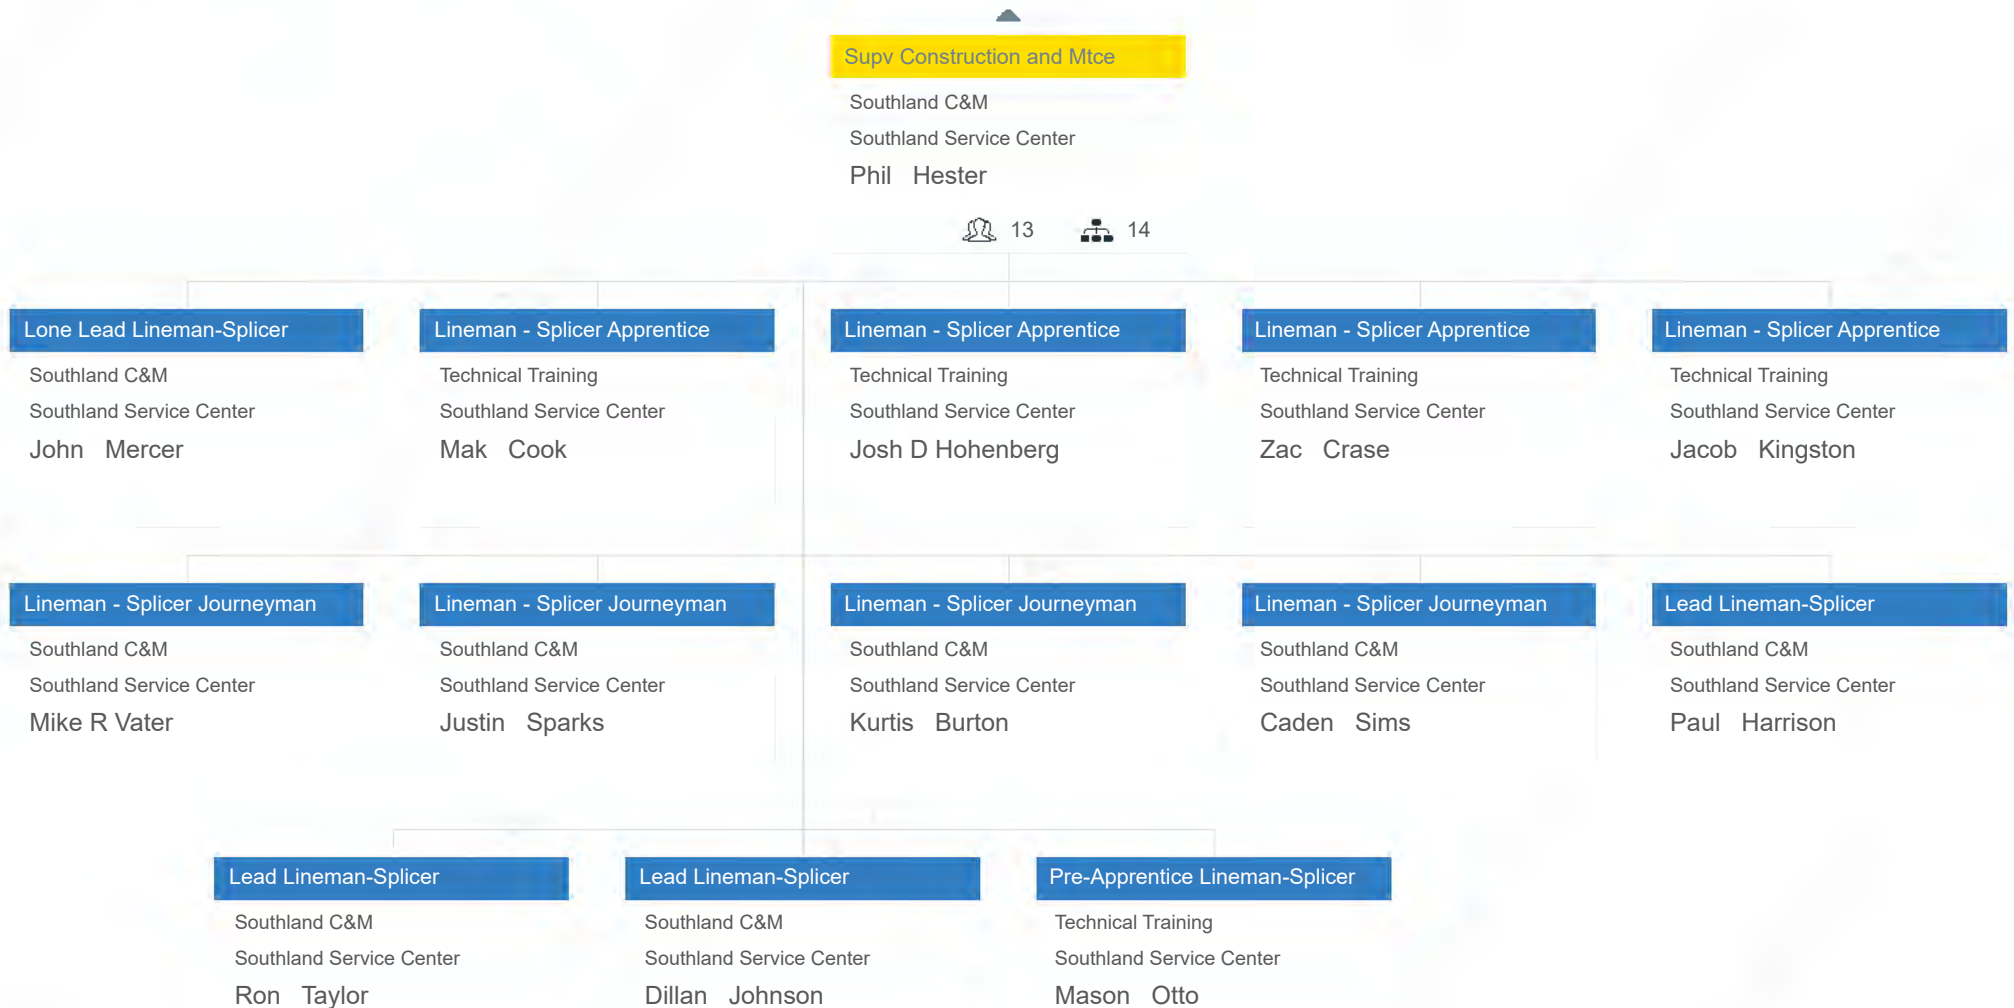 Supv Construction and Mtce
Southland C&M
Southland Service Center
Phil Hester
13 14
Lone Lead Lineman-Splicer
Southland C&M
Southland Service Center
John Mercer
Lineman - Splicer Apprentice
Technical Training
Southland Service Center
Mak Cook
Lineman - Splicer Apprentice
Technical Training
Southland Service Center
Josh D Hohenberg
Lineman - Splicer Apprentice
Technical Training
Southland Service Center
Zac Crase
Lineman - Splicer Apprentice
Technical Training
Southland Service Center
Jacob Kingston
Lineman - Splicer Journeyman
Southland C&M
Southland Service Center
Mike R Vater
Lineman - Splicer Journeyman
Southland C&M
Southland Service Center
Justin Sparks
Lineman - Splicer Journeyman
Southland C&M
Southland Service Center
Kurtis Burton
Lineman - Splicer Journeyman
Southland C&M
Southland Service Center
Caden Sims
Lead Lineman-Splicer
Southland C&M
Southland Service Center
Paul Harrison
Lead Lineman-Splicer
Southland C&M
Southland Service Center
Ron Taylor
Lead Lineman-Splicer
Southland C&M
Southland Service Center
Dillan Johnson
Pre-Apprentice Lineman-Splicer
Technical Training
Southland Service Center
Mason Otto